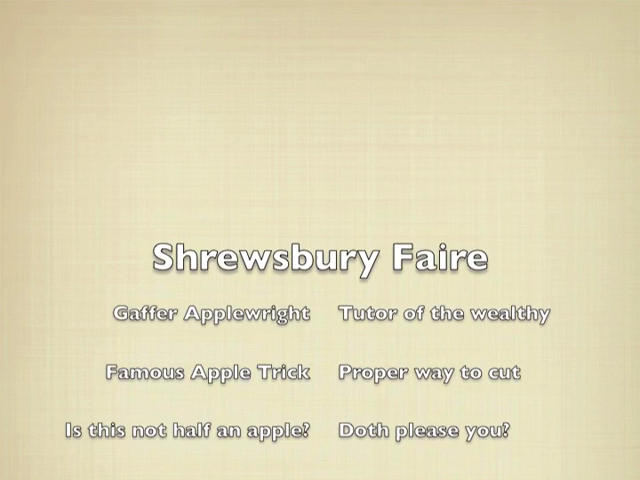 Shrewsbury Faire
Gaffer Applewright Tutor of the wealthy
Famous Apple Trick Proper way to cut
Is this not half an apple? Doth please you?